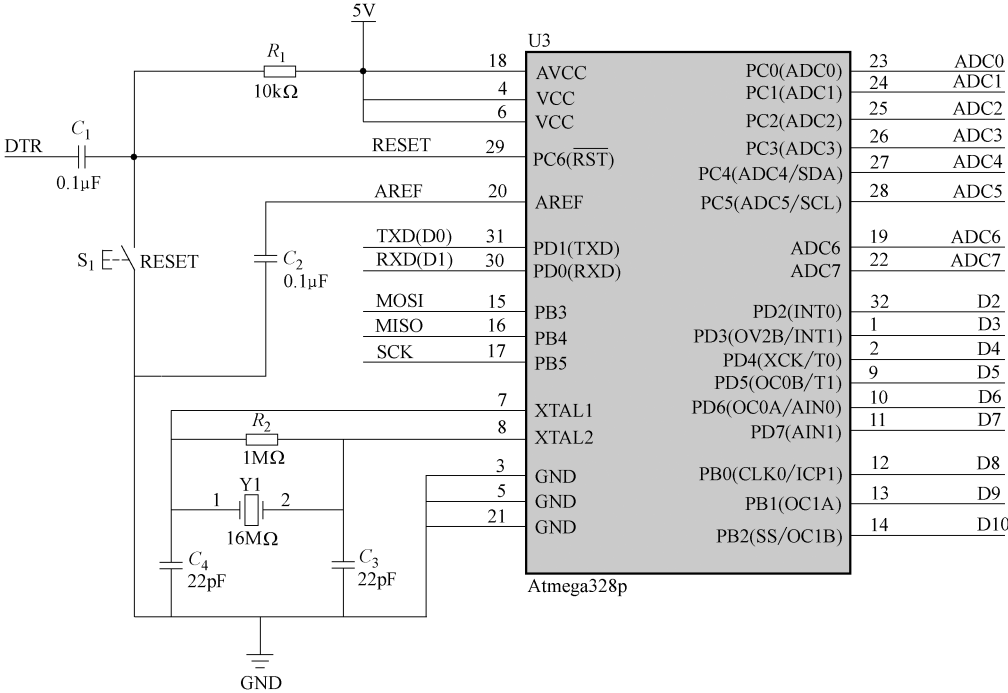 5V
U3
R1
10kΩ
18
AVCC
4
VCC
6
VCC
DTR
C1
0.1μF
RESET
29
PC6(RST)
AREF
20
AREF
S1
RESET
C2
0.1μF
TXD(D0)
31
PD1(TXD)
RXD(D1)
30
PD0(RXD)
MOSI
15
PB3
MISO
16
PB4
SCK
17
PB5
7
XTAL1
8
XTAL2
R2
1MΩ
Y1
1
2
16MΩ
3
GND
5
GND
21
GND
C4
22pF
C3
22pF
GND
PC0(ADC0)
23
ADC0
PC1(ADC1)
24
ADC1
PC2(ADC2)
25
ADC2
PC3(ADC3)
26
ADC3
PC4(ADC4/SDA)
27
ADC4
PC5(ADC5/SCL)
28
ADC5
ADC6
19
ADC6
ADC7
22
ADC7
PD2(INT0)
32
D2
PD3(OV2B/INT1)
1
D3
PD4(XCK/T0)
2
D4
PD5(OC0B/T1)
9
D5
PD6(OC0A/AIN0)
10
D6
PD7(AIN1)
11
D7
PB0(CLK0/ICP1)
12
D8
PB1(OC1A)
13
D9
PB2(SS/OC1B)
14
D10
Atmega328p